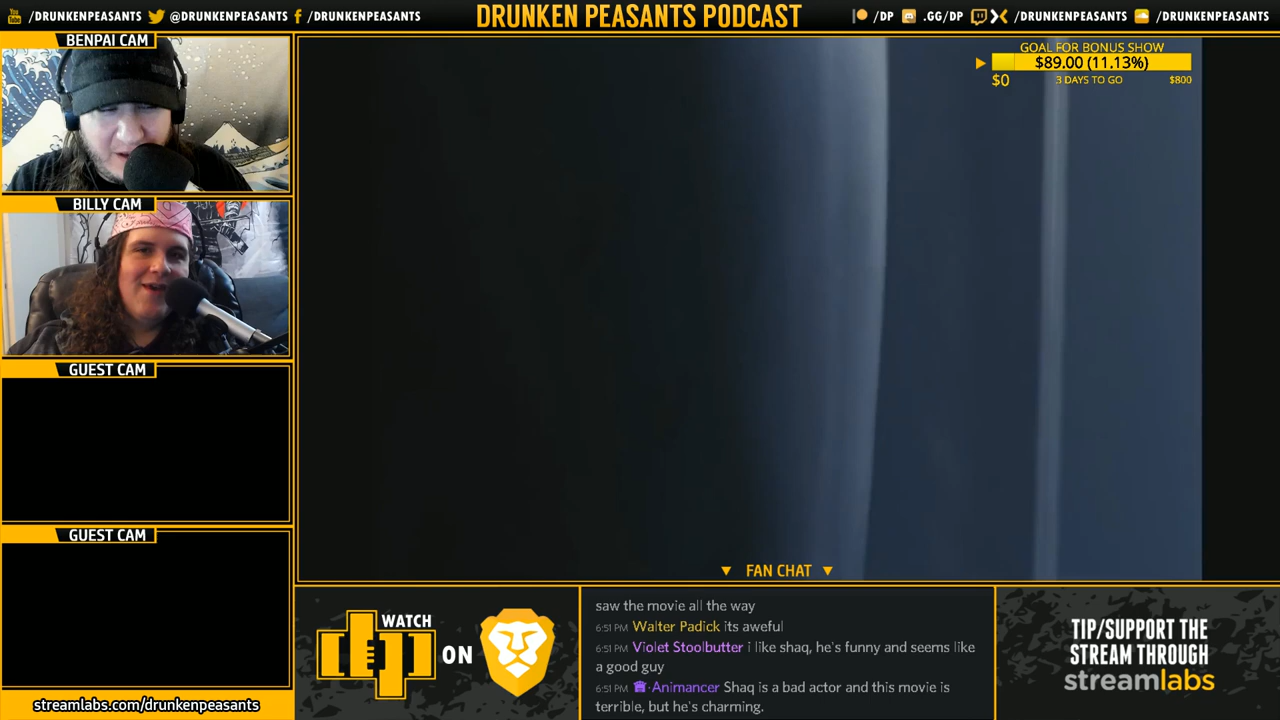 /DRUNKENPEASANTS @DRUNKENPEASANTS /DRUNKENPEASANTS
DRUNKEN PEASANTS PODCAST
/DP .GG/DP /DRUNKENPEASANTS /DRUNKENPEASANTS
BENPAI CAM
GOAL FOR BONUS SHOW
$89.00 (11.13%)
$0 3 DAYS TO GO $800
BILLY CAM
GUEST CAM
GUEST CAM
FAN CHAT
streamlabs.com/drunkenpeasants
WATCH
ON
saw the movie all the way
6:51 PM Walter Padick its aweful
6:51 PM Violet Stoolbutter i like shaq, he's funny and seems like
a good guy
6:51 PM Animancer Shaq is a bad actor and this movie is
terrible, but he's charming.
TIP/SUPPORT THE
STREAM THROUGH
streamlabs